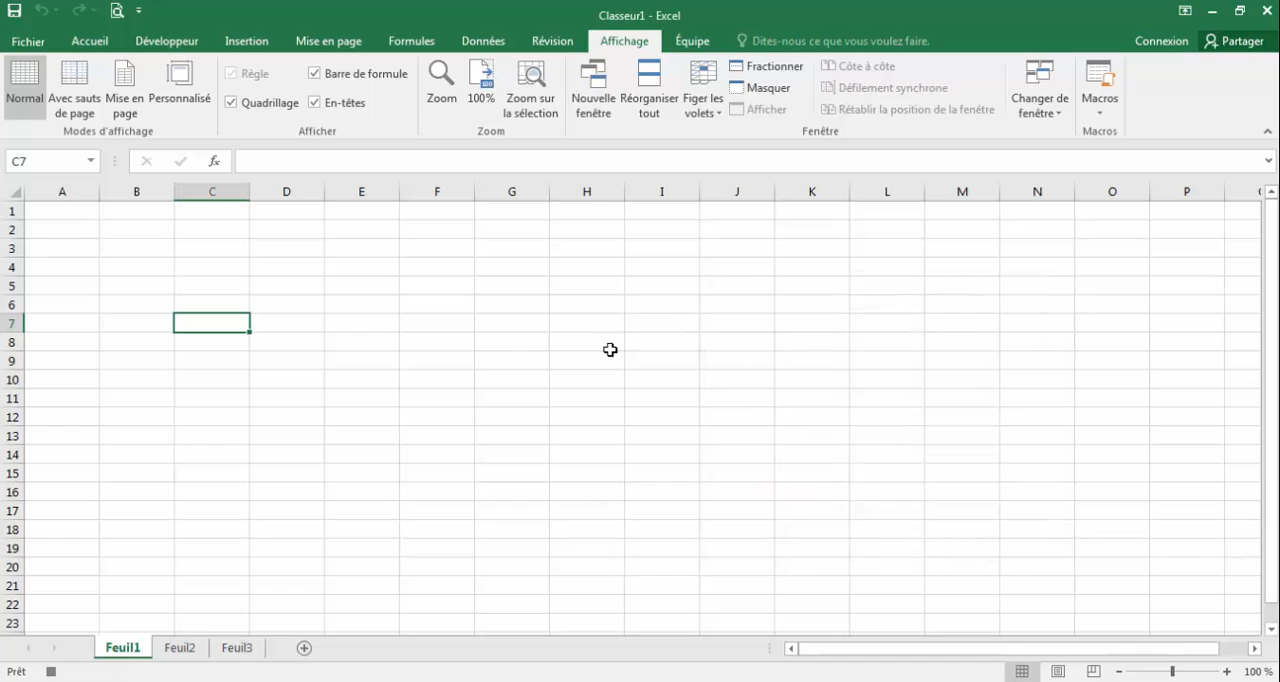 Classeur1 - Excel
Fichier Accueil Développeur Insertion Mise en page Formules Données Révision Affichage Équipe Dites-nous ce que vous voulez faire. Connexion Partager
Normal Avec sauts de page Mise en page Personnalisé
Modes d'affichage
Règle Barre de formule
Quadrillage En-têtes
Afficher
Zoom 100% Zoom sur la sélection
Zoom
Nouvelle fenêtre Réorganiser tout Figer les volets
Fractionner
Masquer
Afficher
Côte à côte
Défilement synchrone
Rétablir la position de la fenêtre
Changer de fenêtre
Fenêtre
Macros
Macros
C7 fx
A B C D E F G H I J K L M N O P
1
2
3
4
5
6
7
8
9
10
11
12
13
14
15
16
17
18
19
20
21
22
23
Feuil1 Feuil2 Feuil3
Prêt 100 %